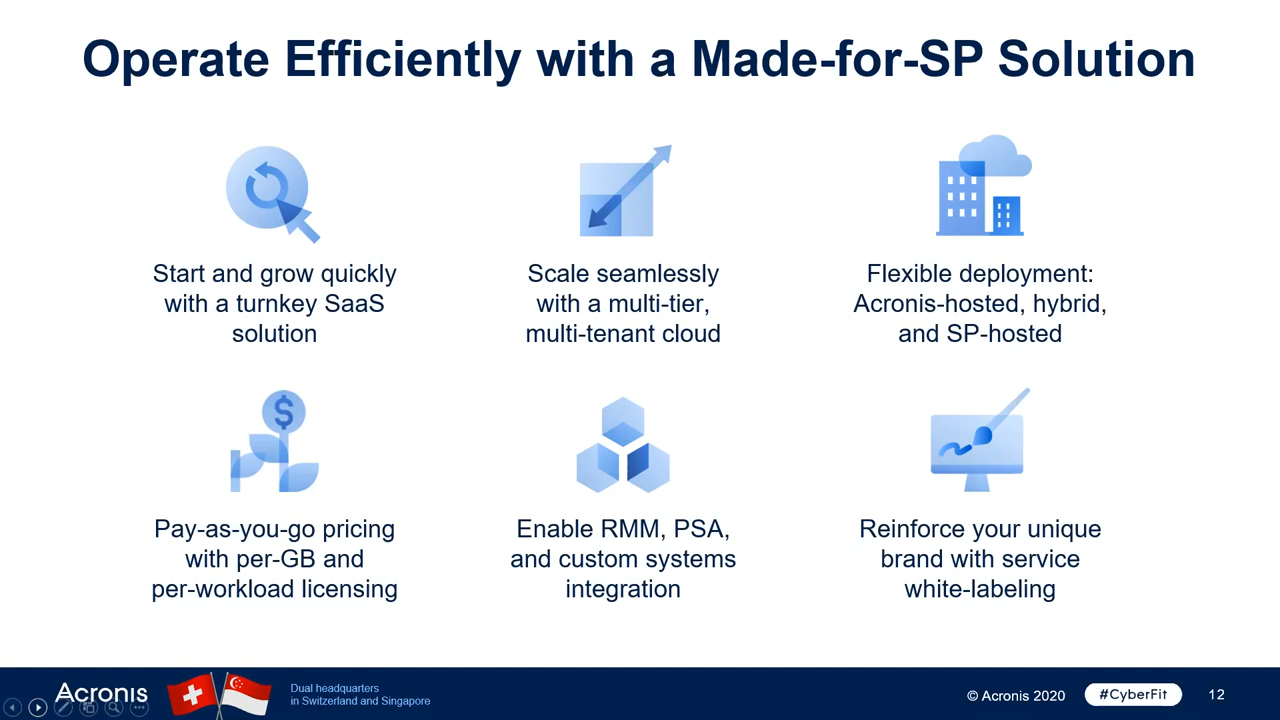 Operate Efficiently with a Made-for-SP Solution
Start and grow quickly
with a turnkey SaaS
solution
Scale seamlessly
with a multi-tier,
multi-tenant cloud
Flexible deployment:
Acronis-hosted, hybrid,
and SP-hosted
$
Pay-as-you-go pricing
with per-GB and
per-workload licensing
Enable RMM, PSA,
and custom systems
integration
Reinforce your unique
brand with service
white-labeling
Acronis
Dual headquarters
in Switzerland and Singapore
© Acronis 2020
#CyberFit
12